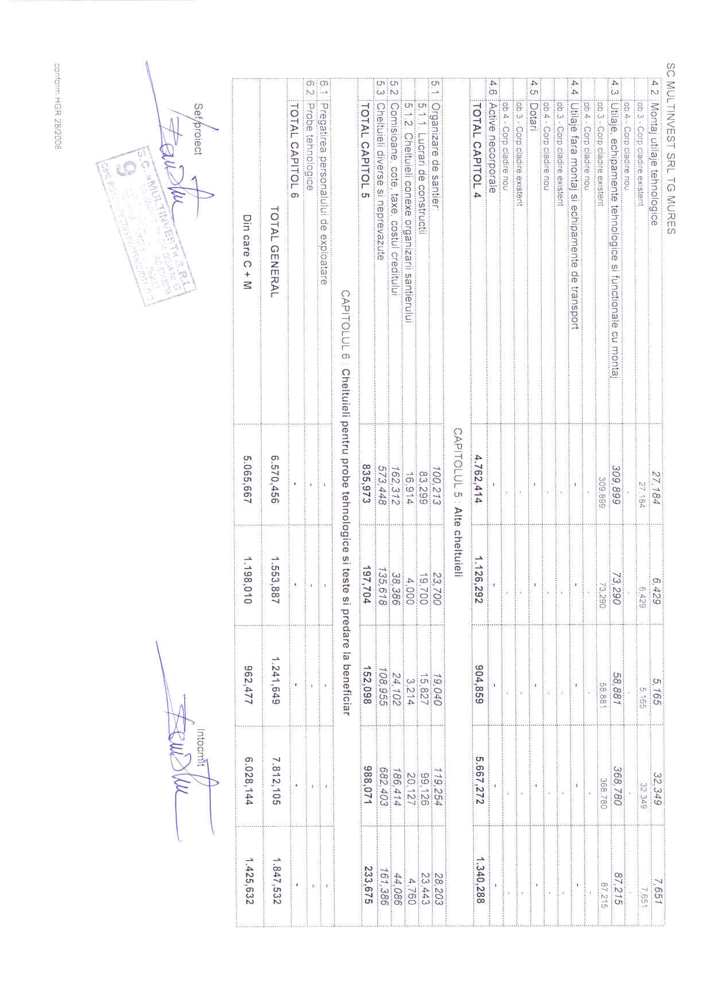 SC MULTINVEST SRL TG MURES
4.2 Montaj utilaje tehnologice 27,184 6,429 5,165 32,349 7,651
ob 3 - Corp cladire existent 27,184 6,429 5,165 32,349 7,651
ob 4 - Corp cladire nou - - - - -
4.3 Utilaje, echipamente tehnologice si functionale cu montaj 309,899 73,290 58,881 368,780 87,215
ob 3 - Corp cladire existent 309,899 73,290 58,881 368,780 87,215
ob 4 - Corp cladire nou - - - - -
4.4 Utilaje fara montaj si echipamente de transport - - - - -
ob 3 - Corp cladire existent - - - - -
ob 4 - Corp cladire nou - - - - -
4.5 Dotari - - - - -
ob 3 - Corp cladire existent - - - - -
ob 4 - Corp cladire nou - - - - -
4.6 Active necorporale - - - - -
TOTAL CAPITOL 4 4.762,414 1.126,292 904,859 5.667,272 1.340,288
CAPITOLUL 5 : Alte cheltuieli
5.1 Organizare de santier: 100,213 23,700 19,040 119,254 28,203
5.1.1. Lucrari de constructii 83,299 19,700 15,827 99,126 23,443
5.1.2. Cheltuieli conexe organizarii santierului 16,914 4,000 3,214 20,127 4,760
5.2 Comisioane, cote, taxe, costul creditului 162,312 38,386 24,102 186,414 44,086
5.3 Cheltuieli diverse si neprevazute 573,448 135,618 108,955 682,403 161,386
TOTAL CAPITOL 5 835,973 197,704 152,098 988,071 233,675
CAPITOLUL 6 : Cheltuieli pentru probe tehnologice si teste si predare la beneficiar
6.1 Pregatirea personalului de exploatare - - - - -
6.2 Probe tehnologice - - - - -
TOTAL CAPITOL 6 - - - - -
TOTAL GENERAL 6.570,456 1.553,887 1.241,649 7.812,105 1.847,532
Din care C + M 5.065,667 1.198,010 962,477 6.028,144 1.425,632
Sef proiect
Intocmit
S.C. »MULTINVEST« S.R.L.
9
conform HGR 28/2008